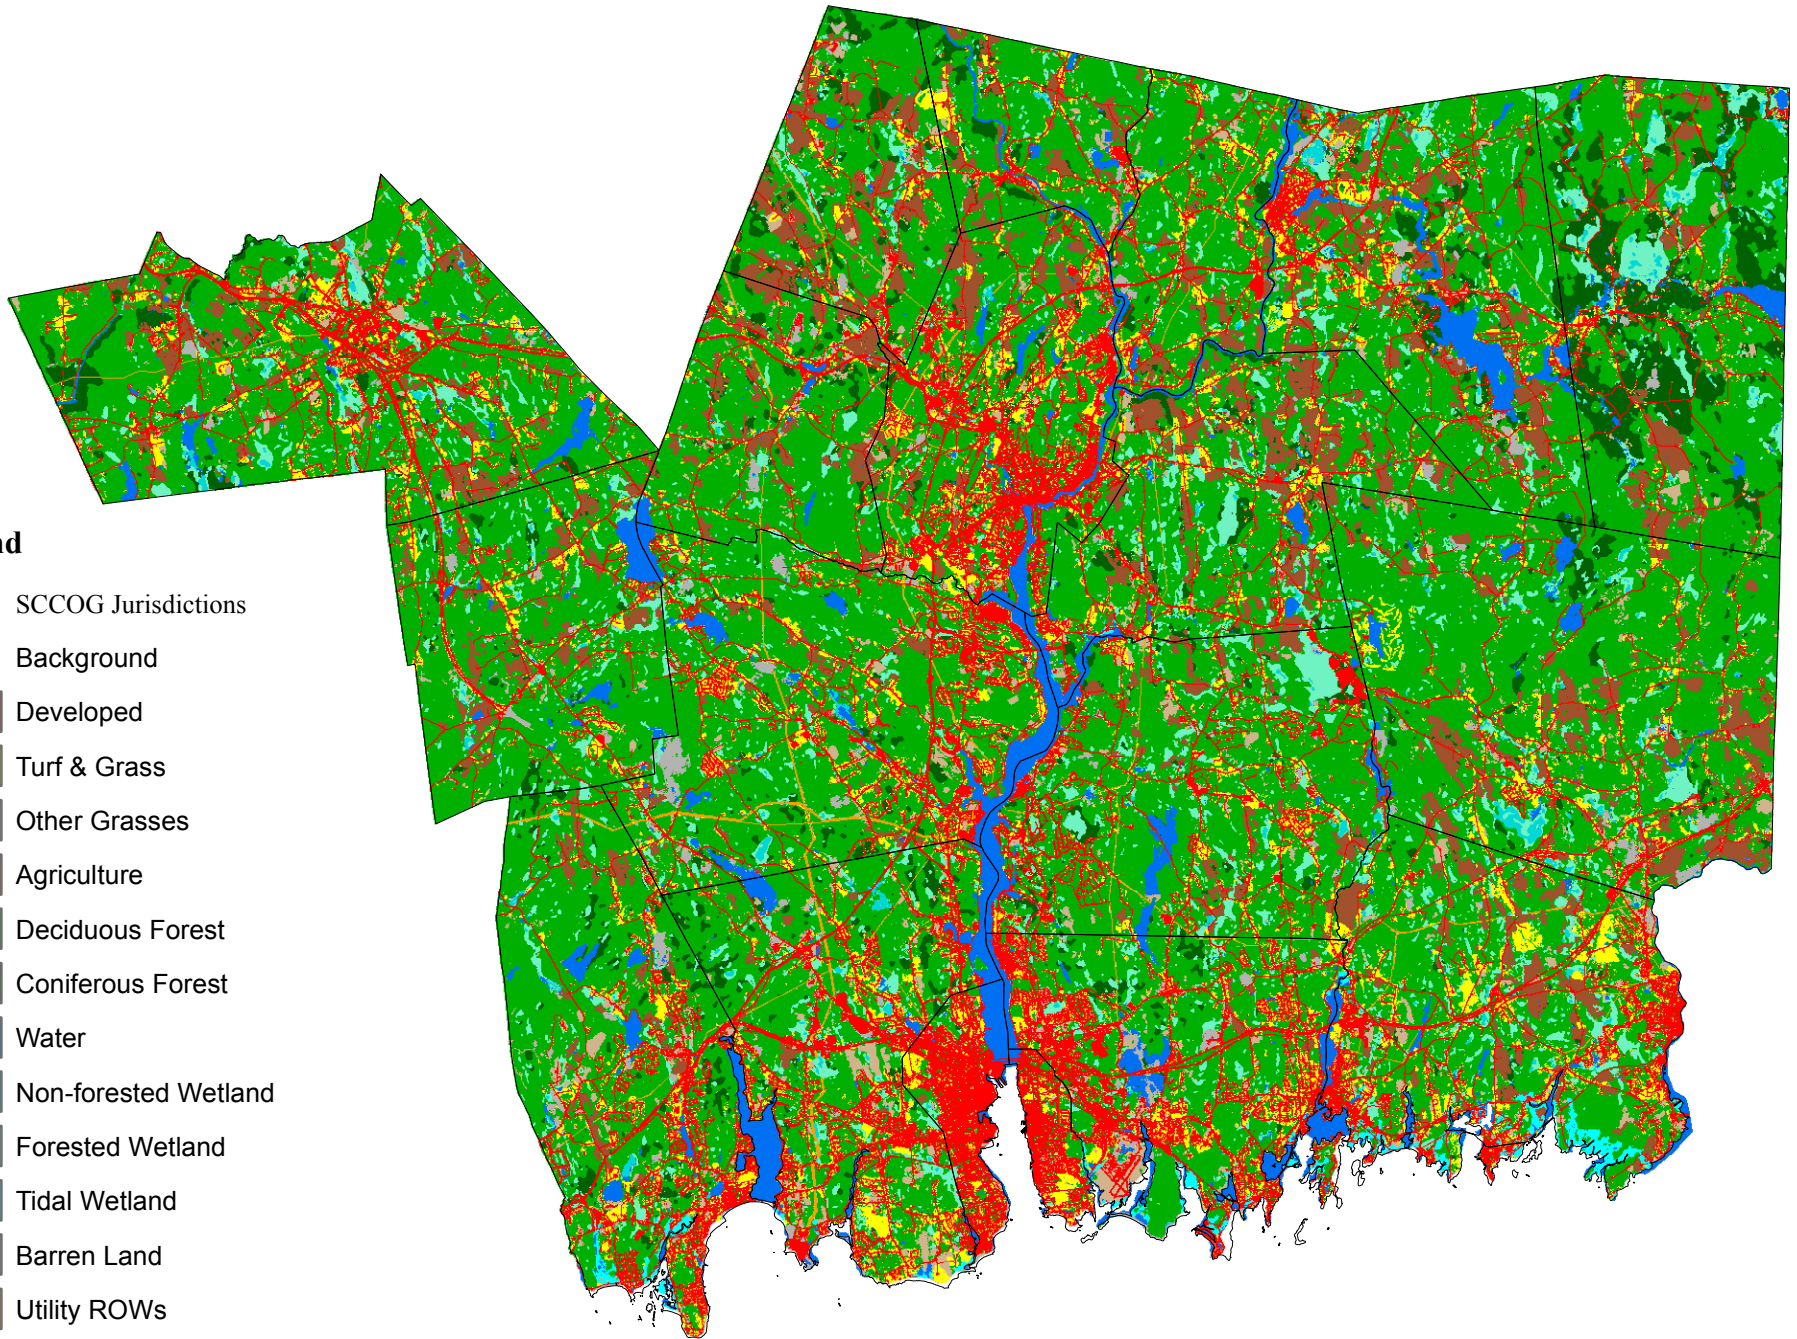 nd
SCCOG Jurisdictions
Background
Developed
Turf & Grass
Other Grasses
Agriculture
Deciduous Forest
Coniferous Forest
Water
Non-forested Wetland
Forested Wetland
Tidal Wetland
Barren Land
Utility ROWs